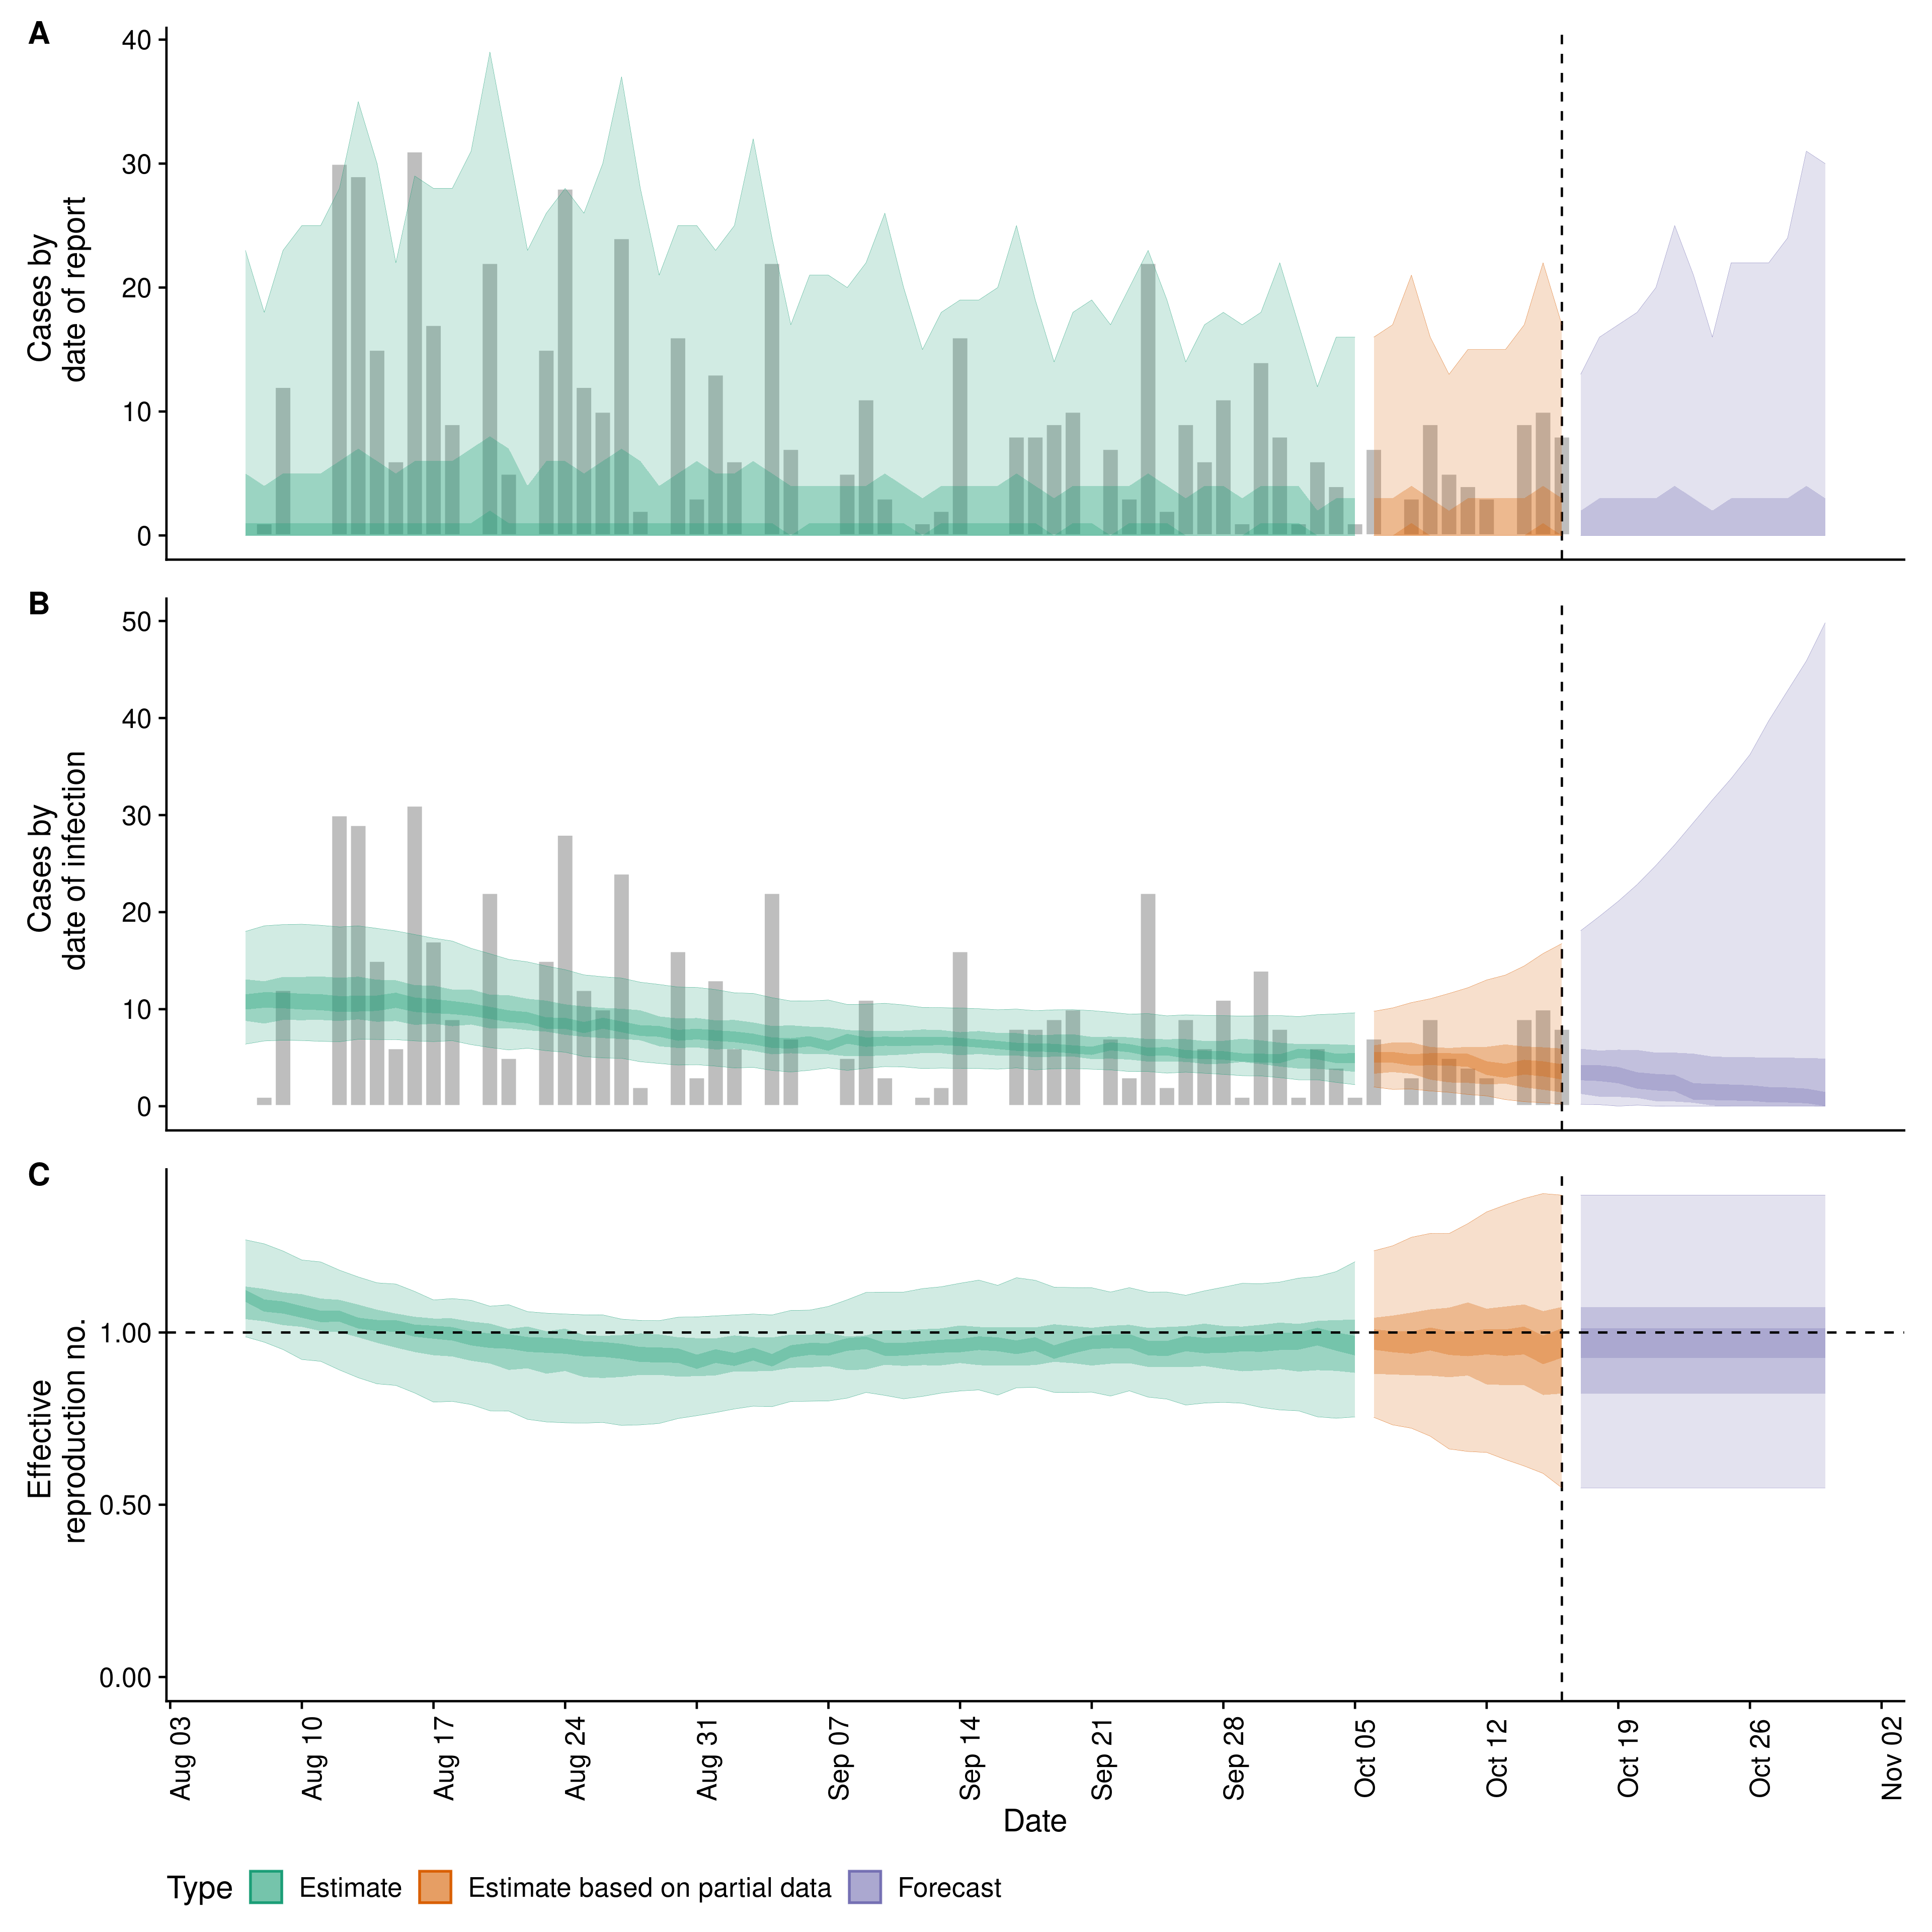 A
40
30
20
10
0
Cases by
date of report
B
50
40
30
20
10
0
Cases by
date of infection
C
1.00
0.50
0.00
Effective
reproduction no.
Aug 03
Aug 10
Aug 17
Aug 24
Aug 31
Sep 07
Sep 14
Sep 21
Sep 28
Oct 05
Oct 12
Oct 19
Oct 26
Nov 02
Date
Type Estimate Estimate based on partial data Forecast